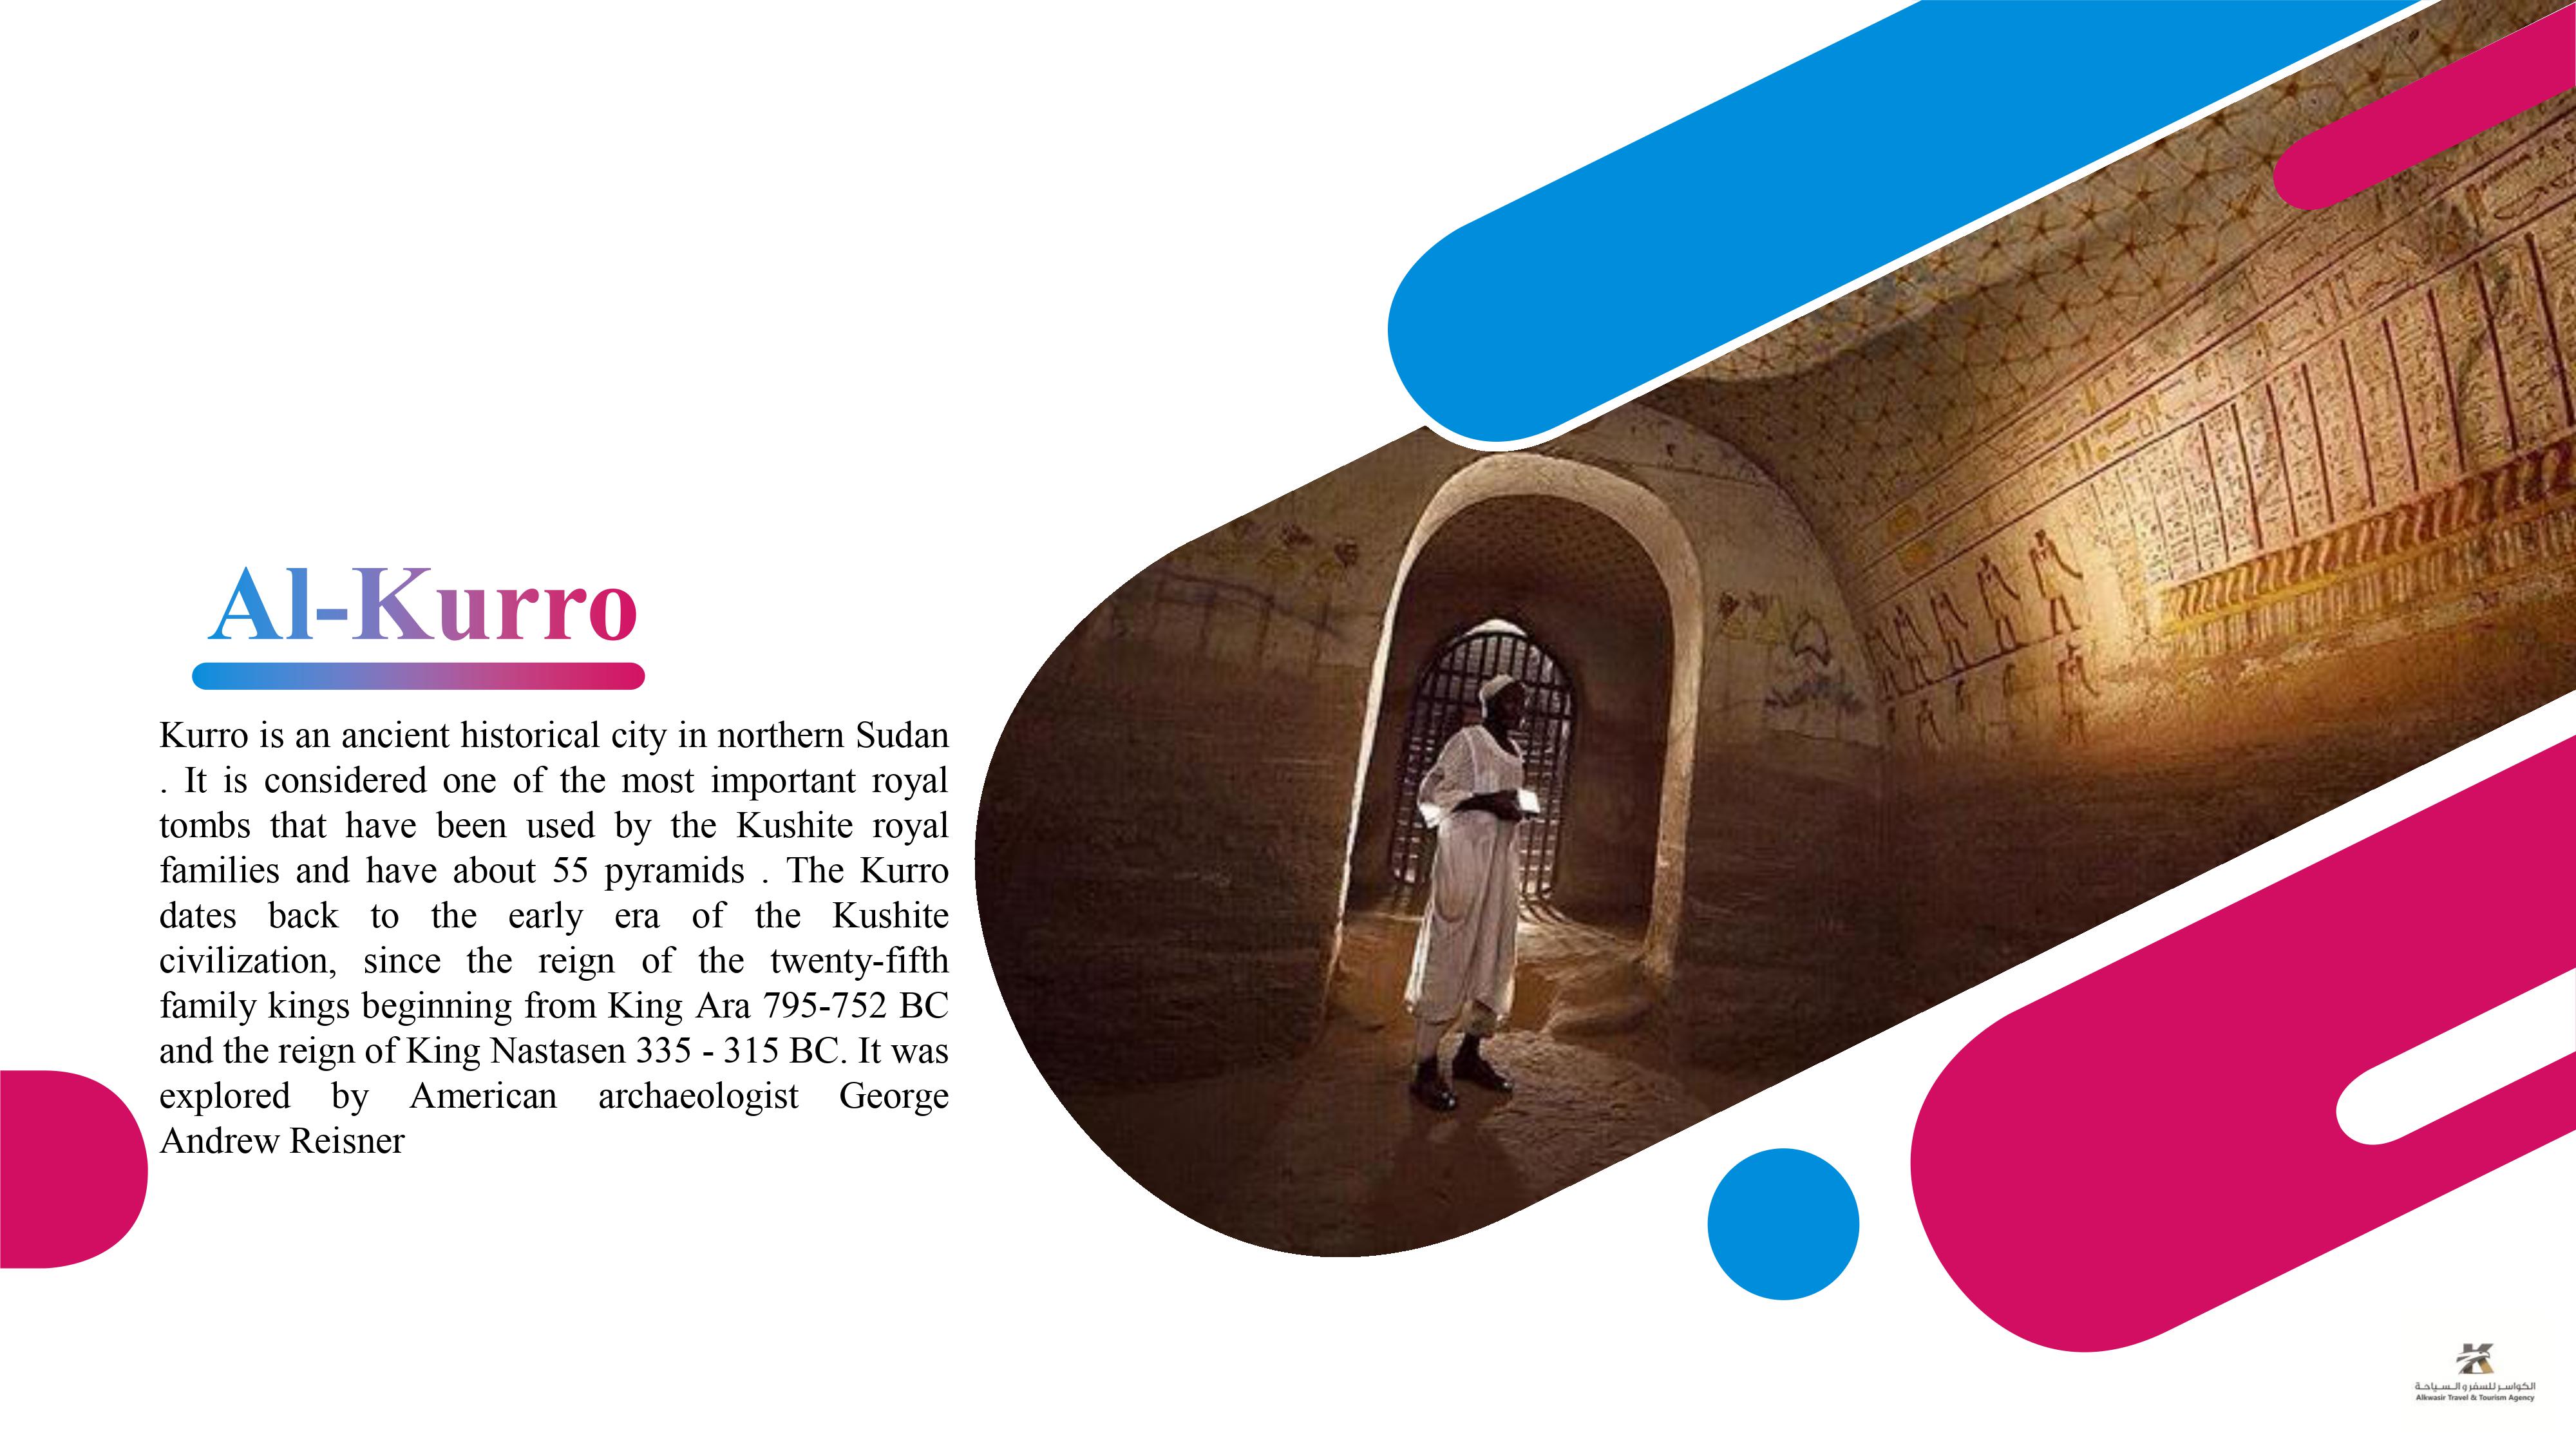 Al-Kurro
Kurro is an ancient historical city in northern Sudan
. It is considered one of the most important royal
tombs that have been used by the Kushite royal
families and have about 55 pyramids . The Kurro
dates back to the early era of the Kushite
civilization, since the reign of the twenty-fifth
family kings beginning from King Ara 795-752 BC
and the reign of King Nastasen 335 - 315 BC. It was
explored by American archaeologist George
Andrew Reisner
الكواسر للسفر و السياحة
Alkwasir Travel & Tourism Agency